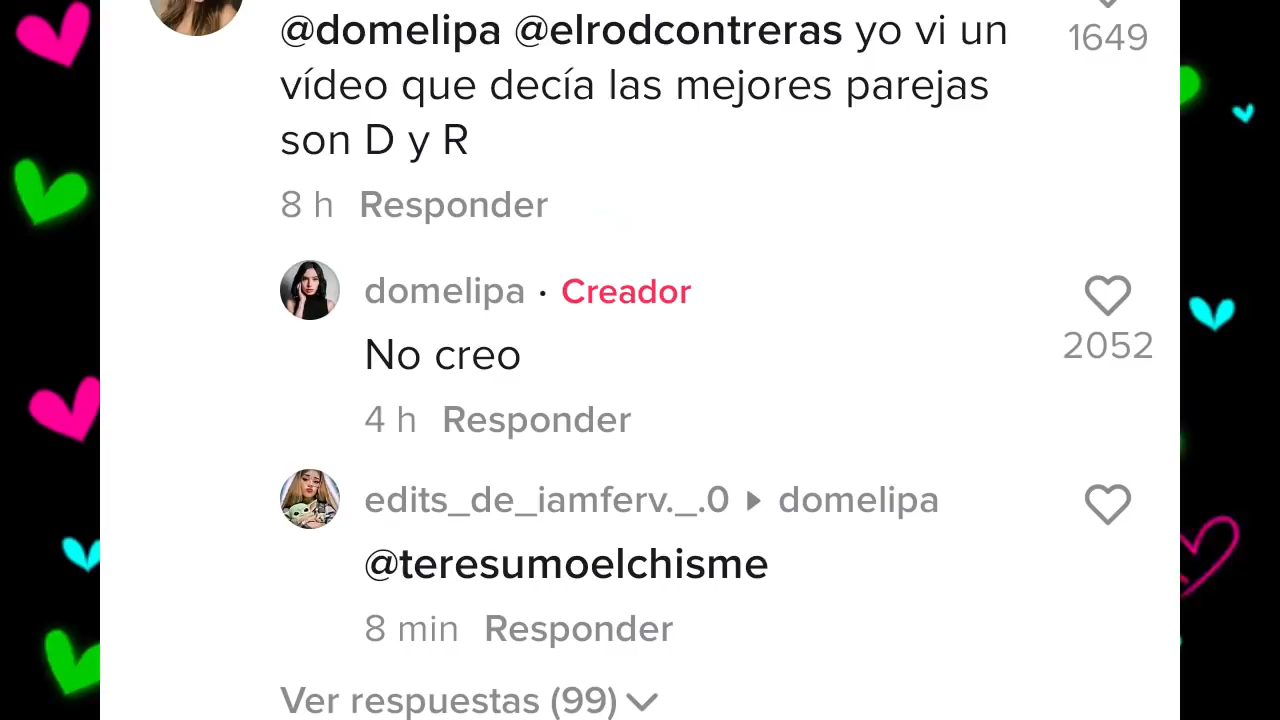 @domelipa @elrodcontreras yo vi un
1649
vídeo que decía las mejores parejas
son D y R
8 h Responder
domelipa · Creador
No creo
2052
4 h Responder
edits_de_iamferv._.0 ▸ domelipa
@teresumoelchisme
8 min Responder
Ver respuestas (99)